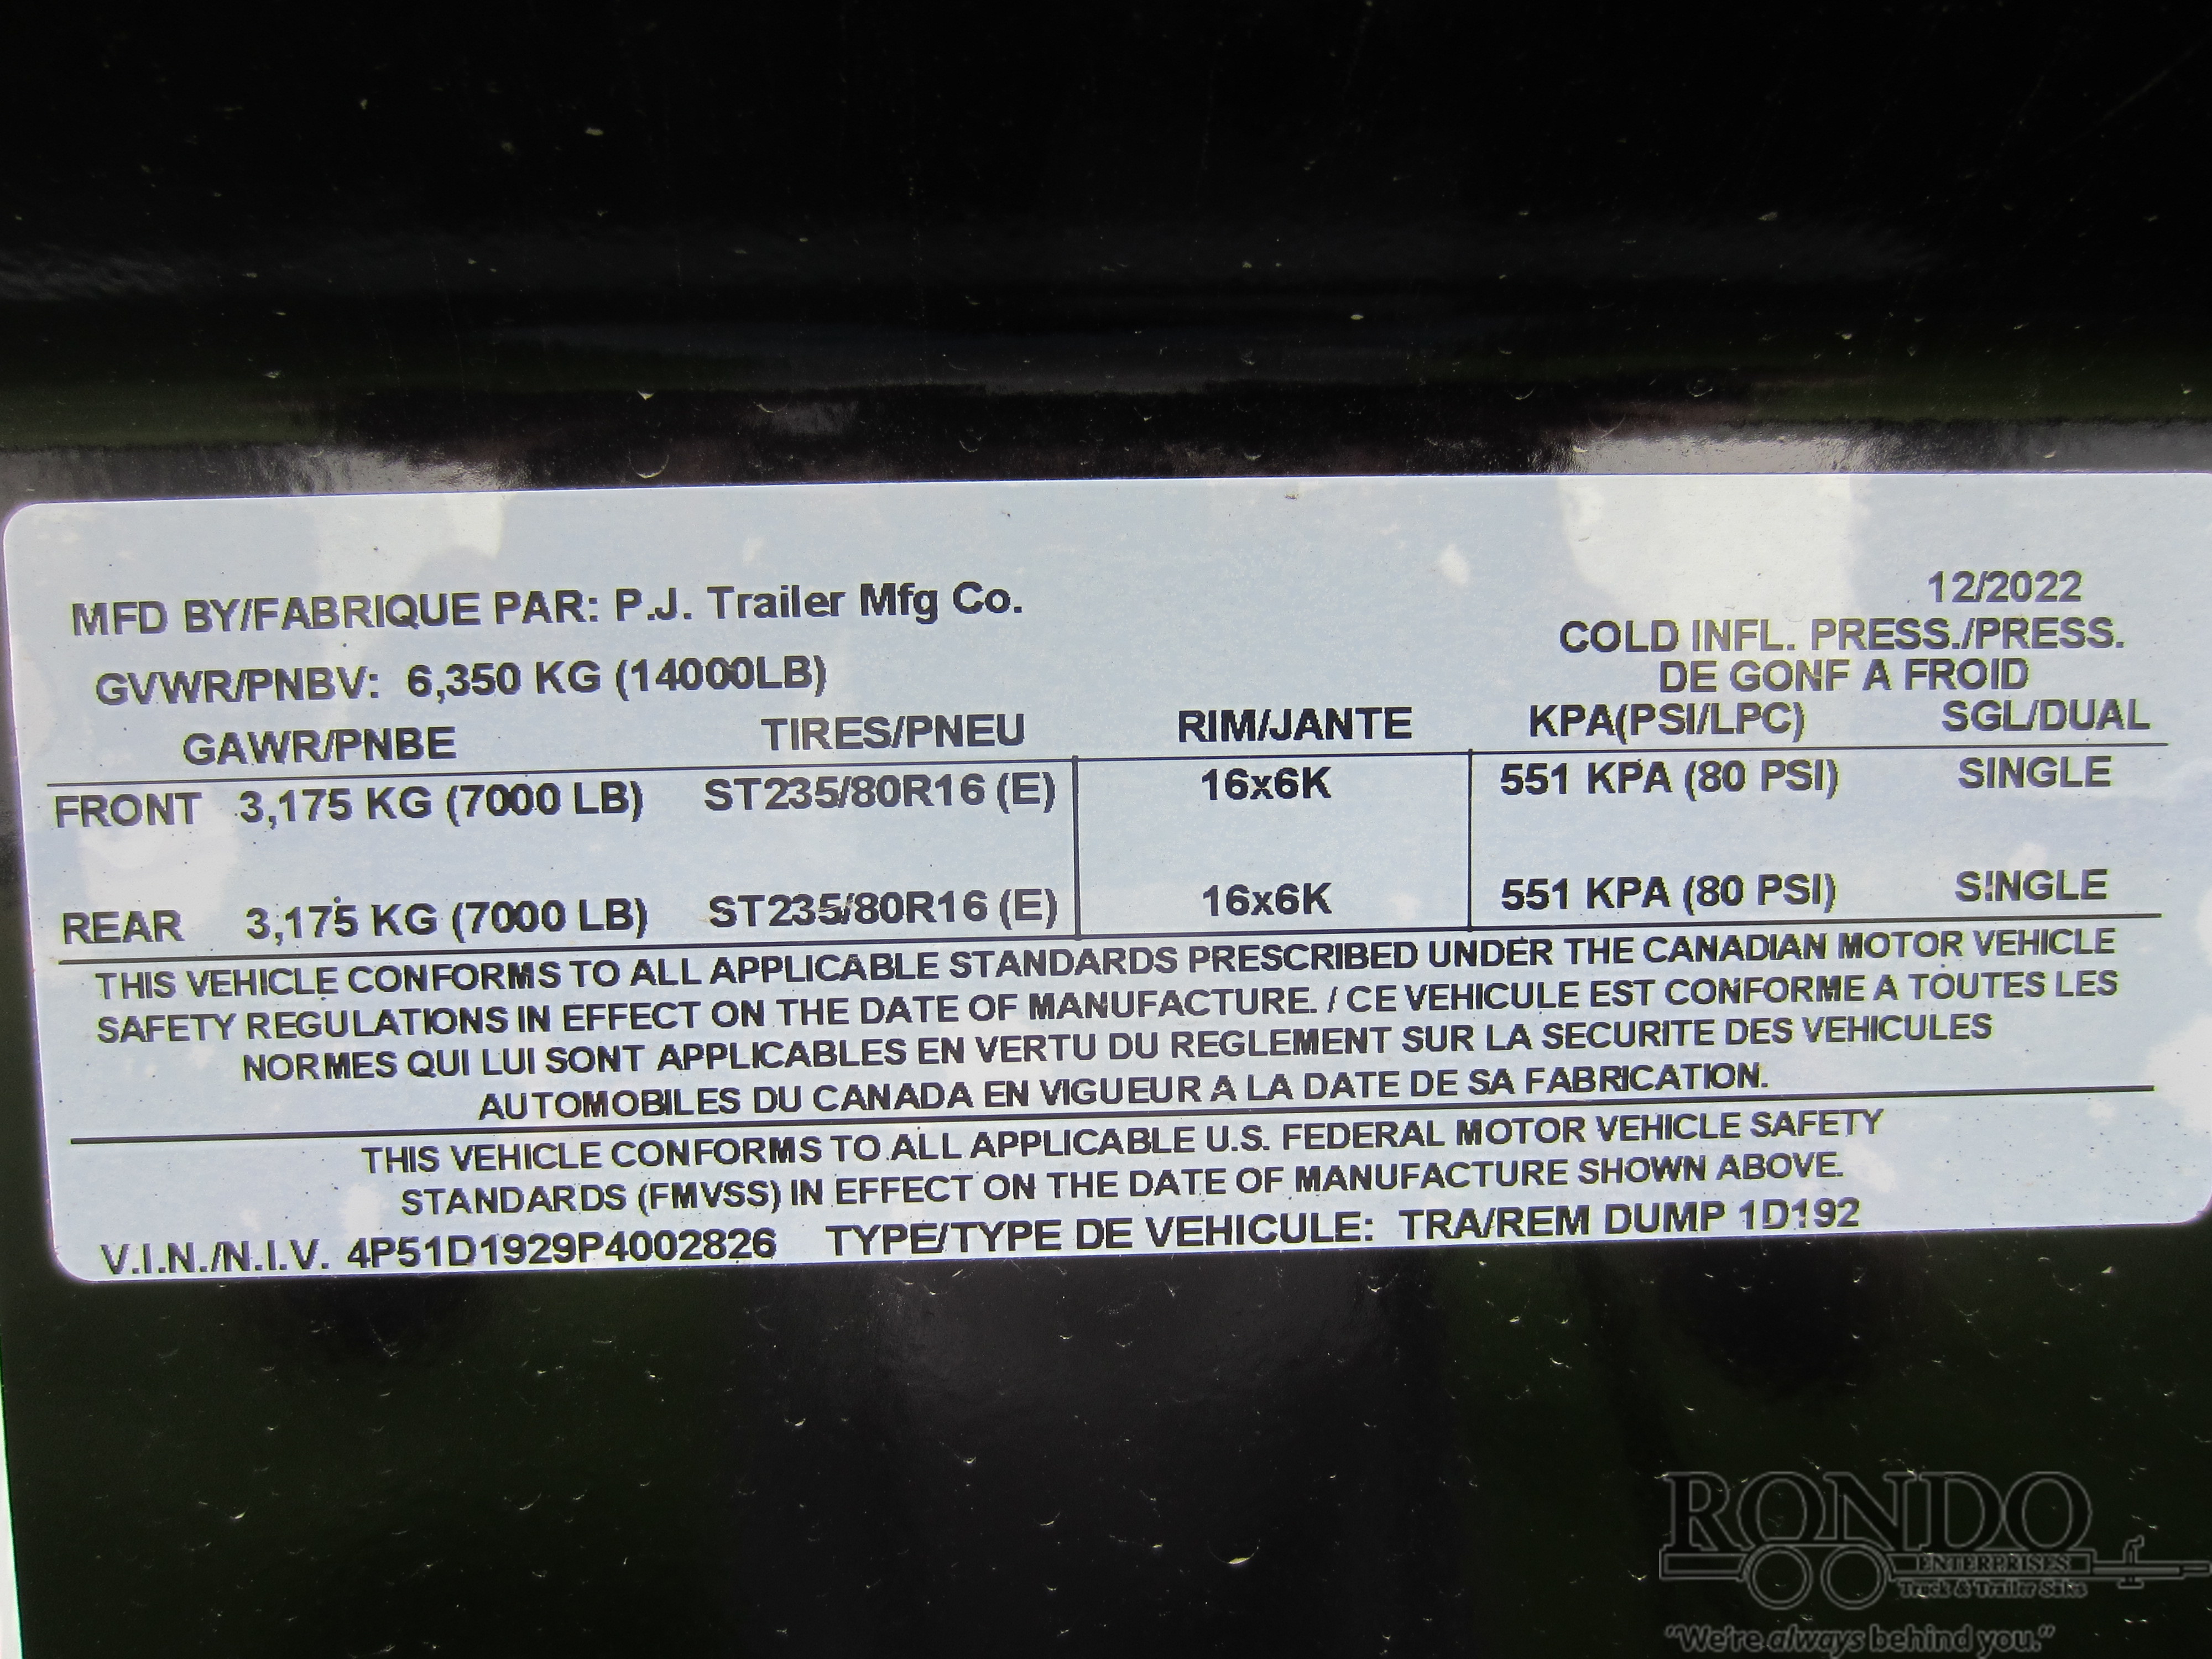 MFD BY/FABRIQUE PAR: P.J. Trailer Mfg Co.
12/2022
GVWR/PNBV: 6,350 KG (14000LB)
COLD INFL. PRESS./PRESS.
DE GONF A FROID
GAWR/PNBE TIRES/PNEU RIM/JANTE KPA(PSI/LPC) SGL/DUAL
FRONT 3,175 KG (7000 LB) ST235/80R16 (E) 16x6K 551 KPA (80 PSI) SINGLE
REAR 3,175 KG (7000 LB) ST235/80R16 (E) 16x6K 551 KPA (80 PSI) SINGLE
THIS VEHICLE CONFORMS TO ALL APPLICABLE STANDARDS PRESCRIBED UNDER THE CANADIAN MOTOR VEHICLE
SAFETY REGULATIONS IN EFFECT ON THE DATE OF MANUFACTURE. / CE VEHICULE EST CONFORME A TOUTES LES
NORMES QUI LUI SONT APPLICABLES EN VERTU DU REGLEMENT SUR LA SECURITE DES VEHICULES
AUTOMOBILES DU CANADA EN VIGUEUR A LA DATE DE SA FABRICATION.
THIS VEHICLE CONFORMS TO ALL APPLICABLE U.S. FEDERAL MOTOR VEHICLE SAFETY
STANDARDS (FMVSS) IN EFFECT ON THE DATE OF MANUFACTURE SHOWN ABOVE.
V.I.N./N.I.V. 4P51D1929P4002826 TYPE/TYPE DE VEHICULE: TRA/REM DUMP 1D192
RONDO
ENTERPRISES
Truck & Trailer Sales
"We're always behind you."